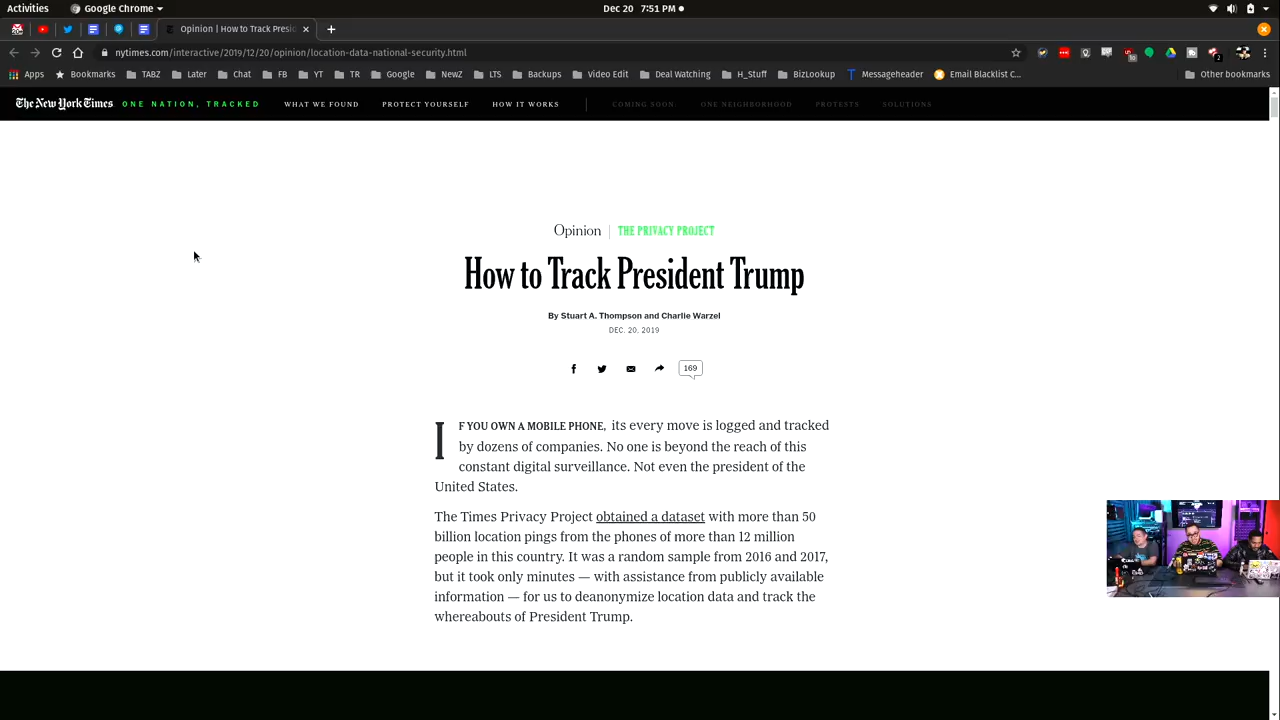 Activities
Google Chrome
Dec 20 7:51 PM
Opinion | How to Track Presid
nytimes.com/interactive/2019/12/20/opinion/location-data-national-security.html
Apps Bookmarks TABZ Later Chat FB YT TR Google NewZ LTS Backups Video Edit Deal Watching H_Stuff BizLookup Messageheader Email Blacklist C... Other bookmarks
The New York Times ONE NATION, TRACKED WHAT WE FOUND PROTECT YOURSELF HOW IT WORKS COMING SOON: ONE NEIGHBORHOOD PROTESTS SOLUTIONS
Opinion | THE PRIVACY PROJECT
How to Track President Trump
By Stuart A. Thompson and Charlie Warzel
DEC. 20, 2019
169
IF YOU OWN A MOBILE PHONE, its every move is logged and tracked
by dozens of companies. No one is beyond the reach of this
constant digital surveillance. Not even the president of the
United States.
The Times Privacy Project obtained a dataset with more than 50
billion location pings from the phones of more than 12 million
people in this country. It was a random sample from 2016 and 2017,
but it took only minutes — with assistance from publicly available
information — for us to deanonymize location data and track the
whereabouts of President Trump.